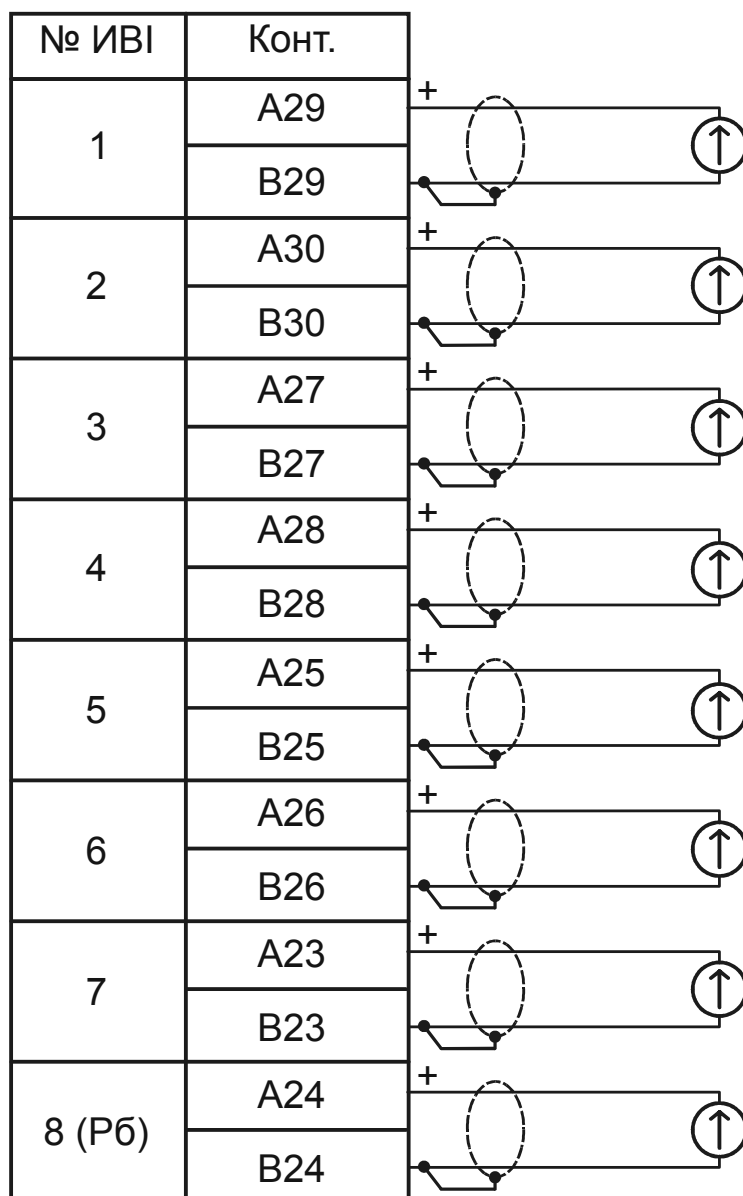 № ИВI Конт.
1 A29 +
B29
2 A30 +
B30
3 A27 +
B27
4 A28 +
B28
5 A25 +
B25
6 A26 +
B26
7 A23 +
B23
8 (Рб) A24 +
B24